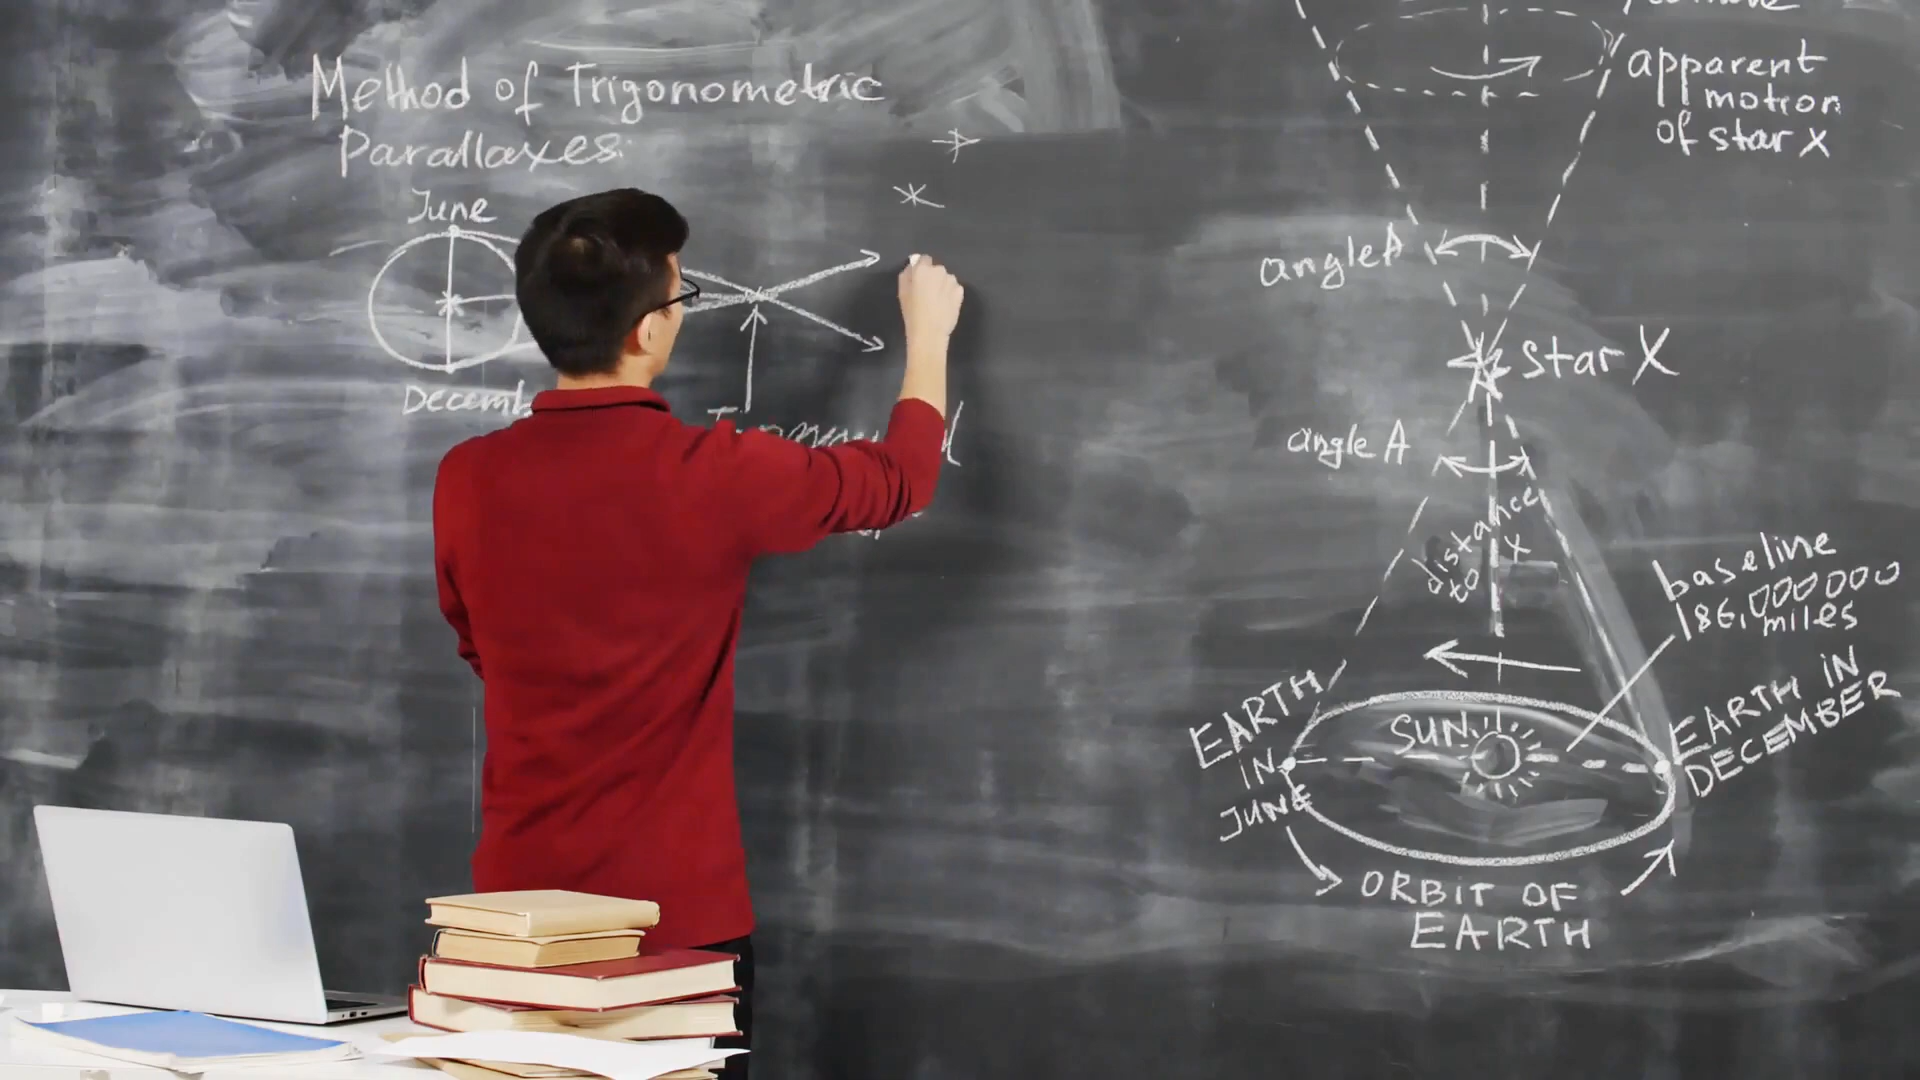 Method of Trigonometric
Parallaxes:
June
apparent
motion
of star X
angle A
star X
angle A
distance
to X
baseline
186,000000
miles
EARTH
IN
JUNE
SUN
EARTH IN
DECEMBER
ORBIT OF
EARTH